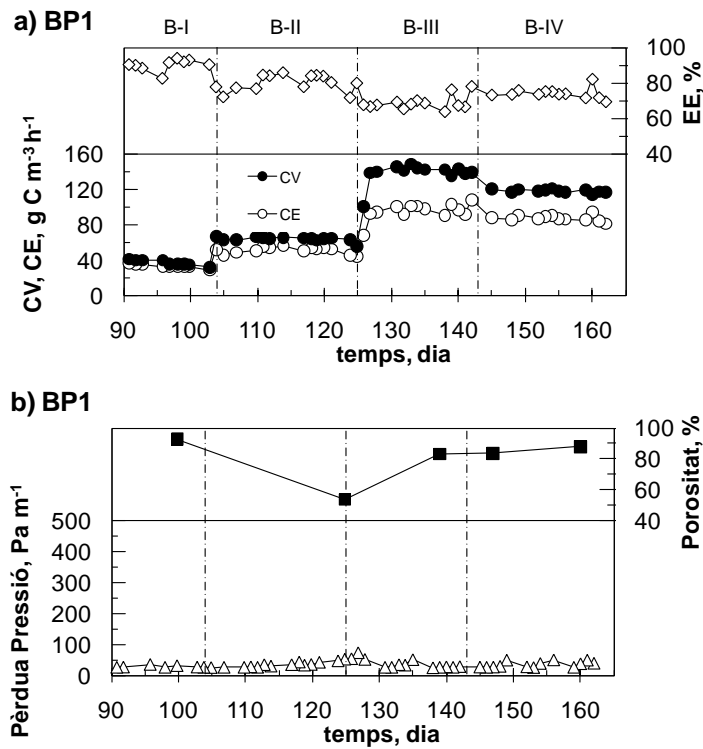 a) BP1
B-I B-II B-III B-IV
100
80
60
40
EE, %
160
120
80
40
0
CV, CE, g C m⁻³ h⁻¹
CV
CE
90 100 110 120 130 140 150 160
temps, dia
b) BP1
100
80
60
40
Porositat, %
500
400
300
200
100
0
Pèrdua Pressió, Pa m⁻¹
90 100 110 120 130 140 150 160
temps, dia